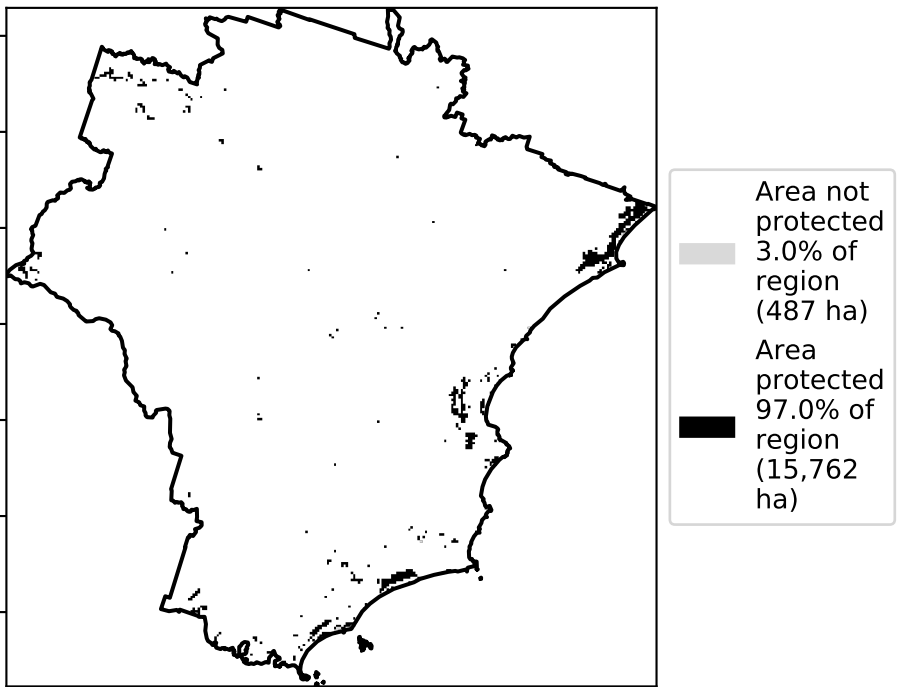 Area not
protected
3.0% of
region
(487 ha)
Area
protected
97.0% of
region
(15,762
ha)